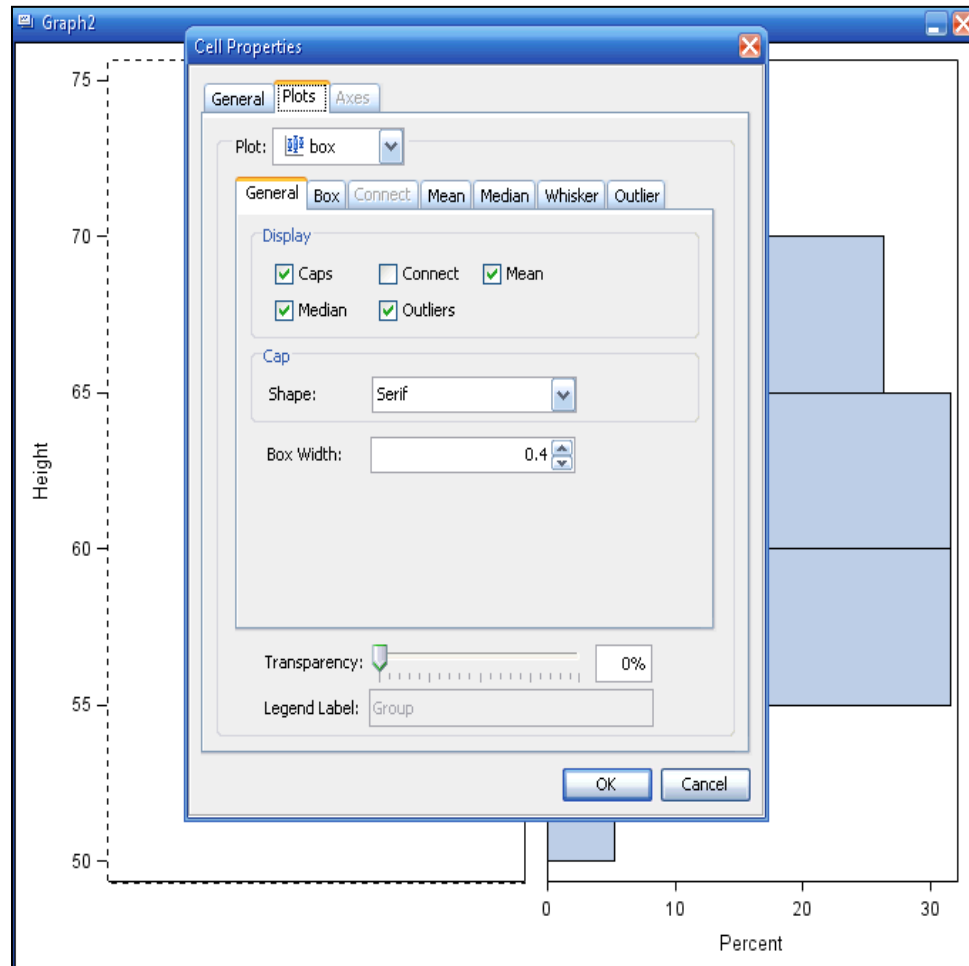 Graph2
Cell Properties
General Plots Axes
Plot: box
General Box Connect Mean Median Whisker Outlier
Display
Caps Connect Mean
Median Outliers
Cap
Shape: Serif
Box Width: 0.4
Transparency: 0%
Legend Label: Group
OK Cancel
Height
75
70
65
60
55
50
0 10 20 30
Percent